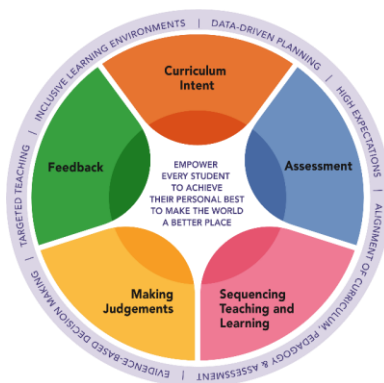 INCLUSIVE LEARNING ENVIRONMENTS | DATA-DRIVEN PLANNING | HIGH EXPECTATIONS | ALIGNMENT OF CURRICULUM, PEDAGOGY & ASSESSMENT | EVIDENCE-BASED DECISION MAKING | TARGETED TEACHING |
Curriculum
Intent
Feedback
Assessment
EMPOWER
EVERY STUDENT
TO ACHIEVE
THEIR PERSONAL BEST
TO MAKE THE WORLD
A BETTER PLACE
Making
Judgements
Sequencing
Teaching and
Learning